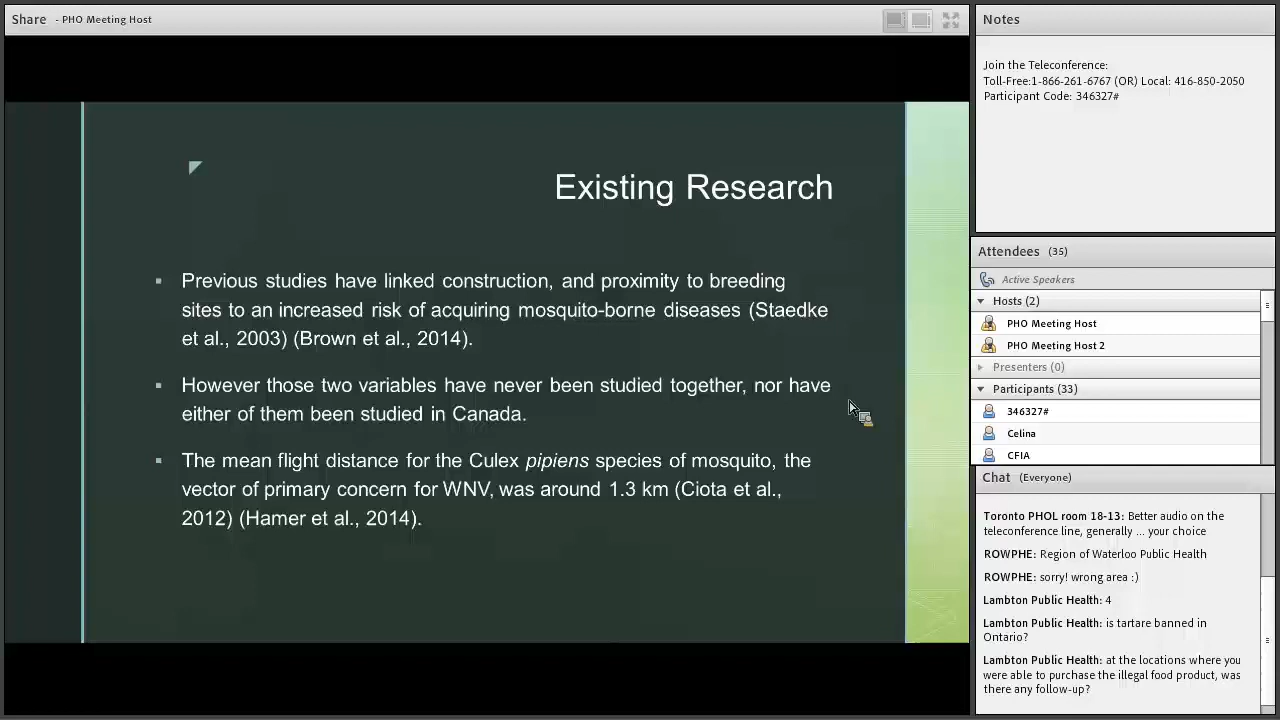 Share - PHO Meeting Host
Existing Research
Previous studies have linked construction, and proximity to breeding
sites to an increased risk of acquiring mosquito-borne diseases (Staedke
et al., 2003) (Brown et al., 2014).
However those two variables have never been studied together, nor have
either of them been studied in Canada.
The mean flight distance for the Culex pipiens species of mosquito, the
vector of primary concern for WNV, was around 1.3 km (Ciota et al.,
2012) (Hamer et al., 2014).
Notes
Join the Teleconference:
Toll-Free:1-866-261-6767 (OR) Local: 416-850-2050
Participant Code: 346327#
Attendees (35)
Active Speakers
Hosts (2)
PHO Meeting Host
PHO Meeting Host 2
Presenters (0)
Participants (33)
346327#
Celina
CFIA
Chat (Everyone)
Toronto PHOL room 18-13: Better audio on the
teleconference line, generally ... your choice
ROWPHE: Region of Waterloo Public Health
ROWPHE: sorry! wrong area :)
Lambton Public Health: 4
Lambton Public Health: is tartare banned in
Ontario?
Lambton Public Health: at the locations where you
were able to purchase the illegal food product, was
there any follow-up?